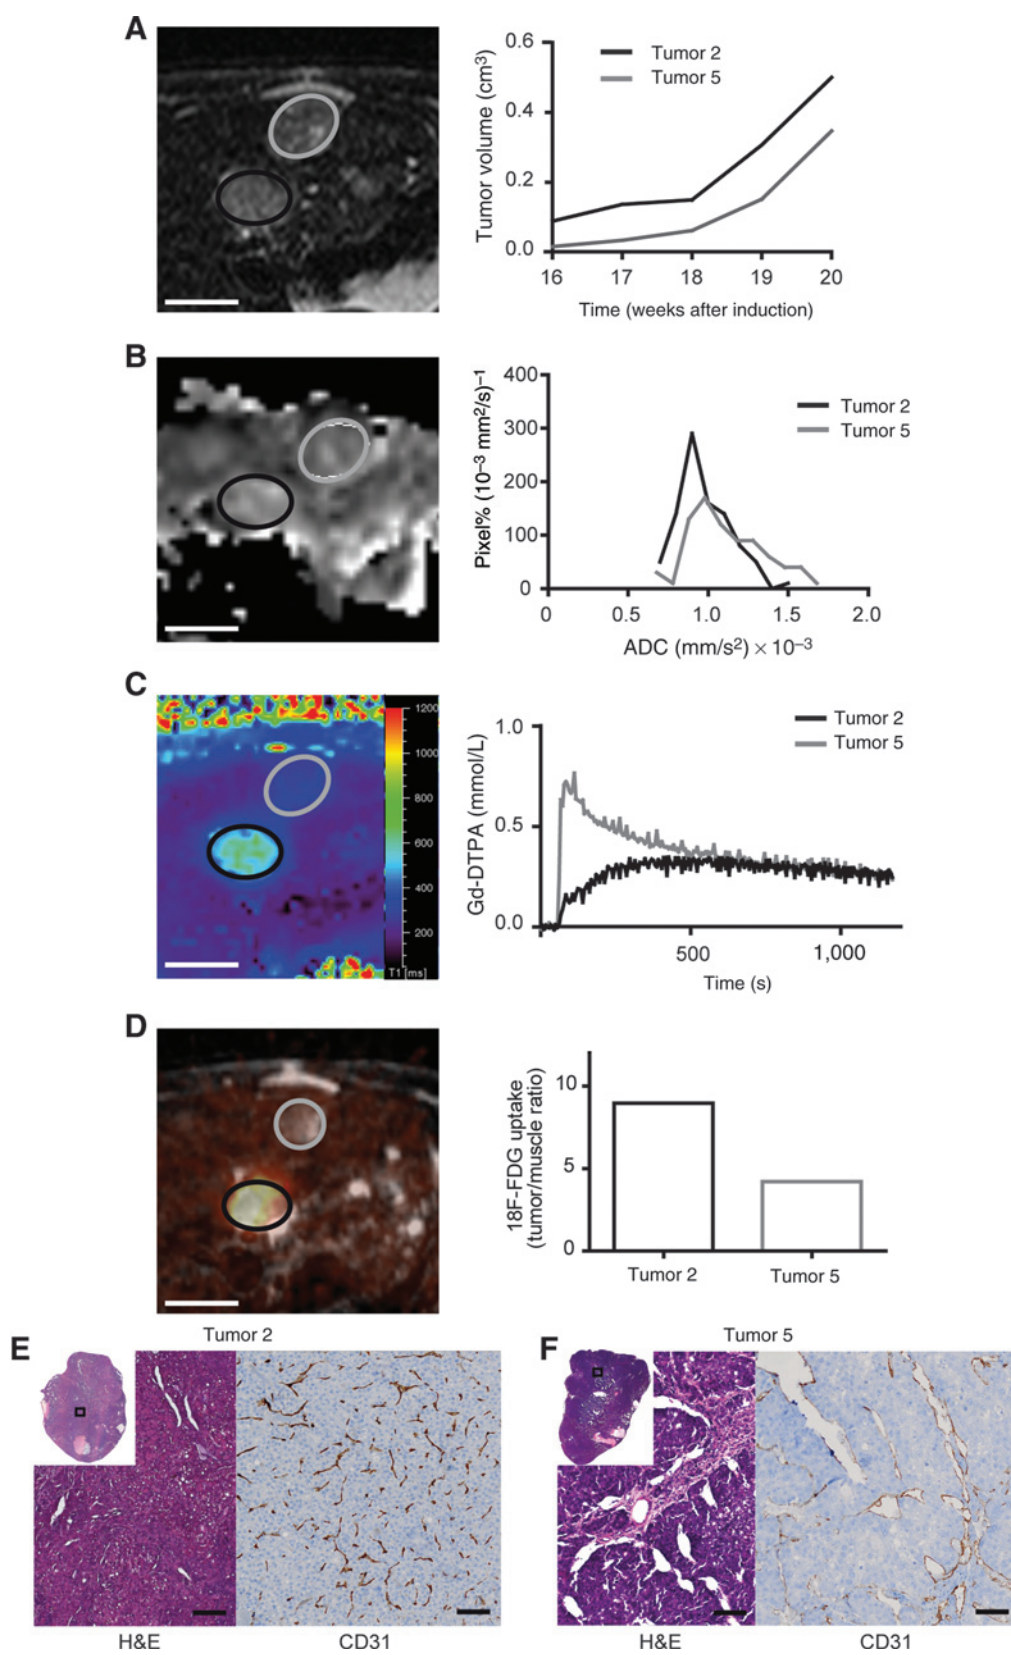 A
Tumor volume (cm³)
0.6
0.4
0.2
0.0
Tumor 2
Tumor 5
16 17 18 19 20
Time (weeks after induction)
B
Pixel% (10⁻³ mm²/s)⁻¹
400
300
200
100
0
Tumor 2
Tumor 5
0 0.5 1.0 1.5 2.0
ADC (mm/s²) × 10⁻³
C
1200
1000
800
600
400
200
T1 [ms]
Gd-DTPA (mmol/L)
1.0
0.5
0.0
Tumor 2
Tumor 5
500 1,000
Time (s)
D
18F-FDG uptake
(tumor/muscle ratio)
10
5
0
Tumor 2 Tumor 5
E
Tumor 2
H&E CD31
F
Tumor 5
H&E CD31